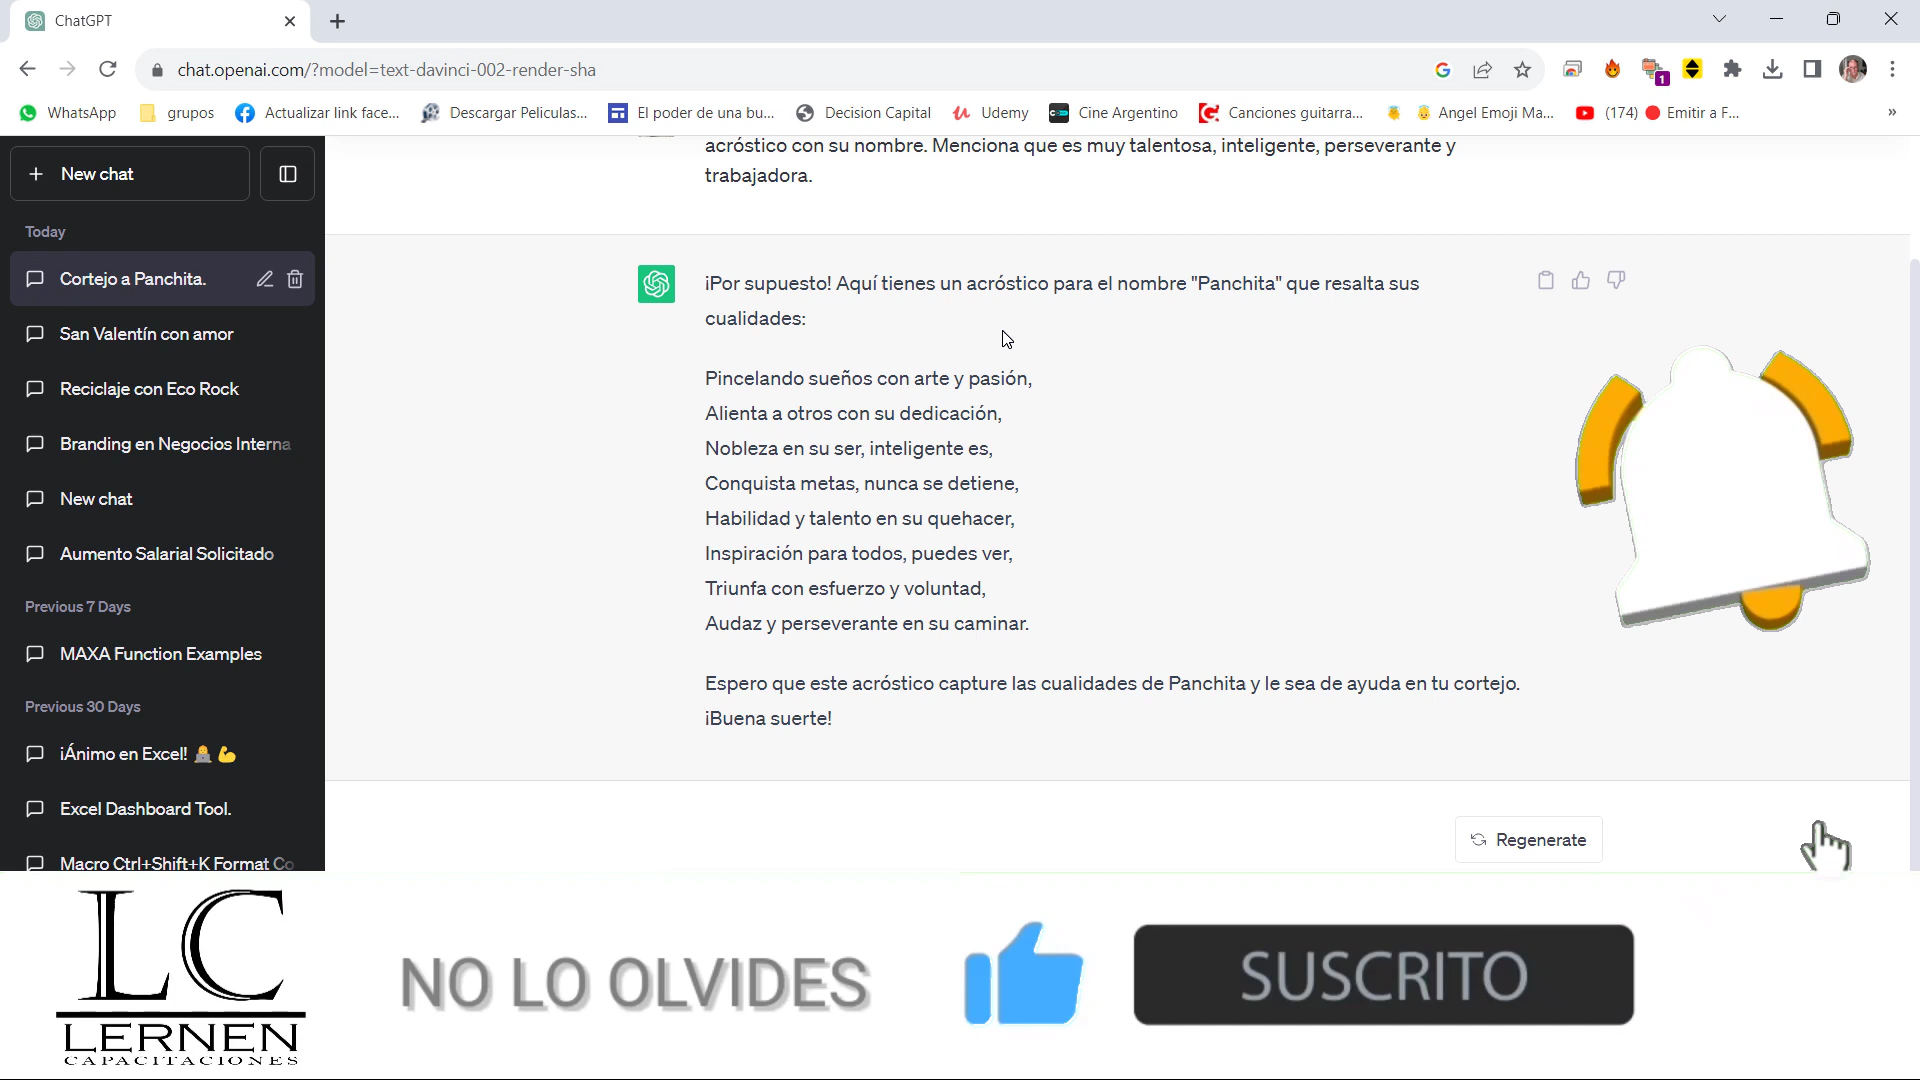 ChatGPT
chat.openai.com/?model=text-davinci-002-render-sha
1
WhatsApp
grupos
Actualizar link face...
Descargar Peliculas...
El poder de una bu...
Decision Capital
Udemy
Cine Argentino
Canciones guitarra...
Angel Emoji Ma...
(174) 🔴 Emitir a F...
»
New chat
Today
Cortejo a Panchita.
San Valentín con amor
Reciclaje con Eco Rock
Branding en Negocios Interna
New chat
Aumento Salarial Solicitado
Previous 7 Days
MAXA Function Examples
Previous 30 Days
¡Ánimo en Excel! 💪
Excel Dashboard Tool.
Macro Ctrl+Shift+K Format Co
acróstico con su nombre. Menciona que es muy talentosa, inteligente, perseverante y
trabajadora.
¡Por supuesto! Aquí tienes un acróstico para el nombre "Panchita" que resalta sus
cualidades:
Pincelando sueños con arte y pasión,
Alienta a otros con su dedicación,
Nobleza en su ser, inteligente es,
Conquista metas, nunca se detiene,
Habilidad y talento en su quehacer,
Inspiración para todos, puedes ver,
Triunfa con esfuerzo y voluntad,
Audaz y perseverante en su caminar.
Espero que este acróstico capture las cualidades de Panchita y le sea de ayuda en tu cortejo.
¡Buena suerte!
Regenerate
LC
LERNEN
CAPACITACIONES
NO LO OLVIDES
SUSCRITO